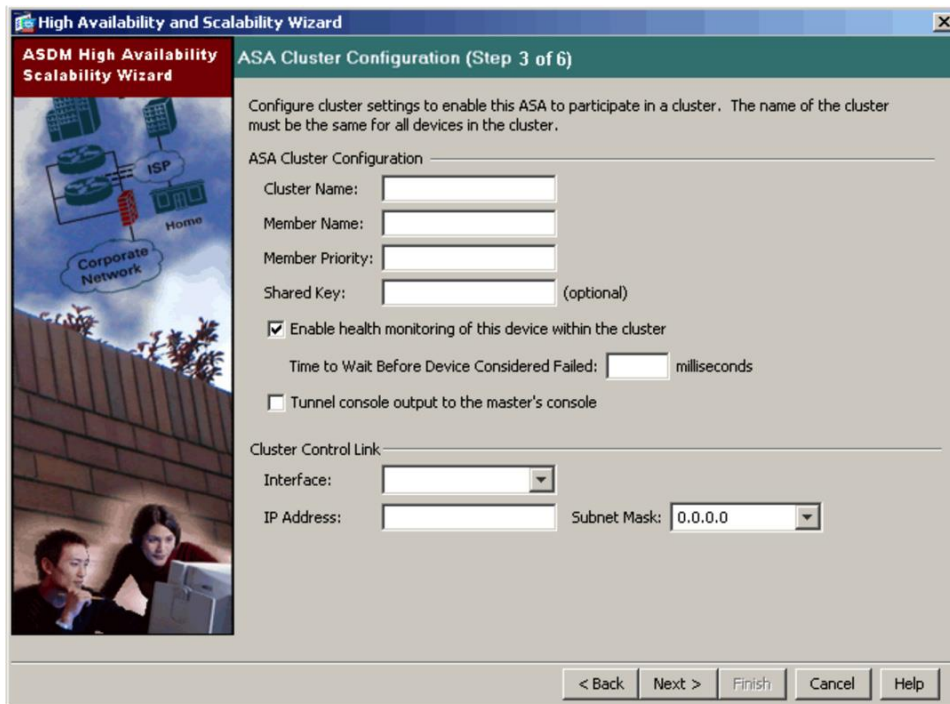 High Availability and Scalability Wizard
ASDM High Availability
Scalability Wizard
ASA Cluster Configuration (Step 3 of 6)
ISP
Home
Corporate
Network
Configure cluster settings to enable this ASA to participate in a cluster. The name of the cluster
must be the same for all devices in the cluster.
ASA Cluster Configuration
Cluster Name:
Member Name:
Member Priority:
Shared Key: (optional)
Enable health monitoring of this device within the cluster
Time to Wait Before Device Considered Failed: milliseconds
Tunnel console output to the master's console
Cluster Control Link
Interface:
IP Address: Subnet Mask: 0.0.0.0
< Back Next > Finish Cancel Help